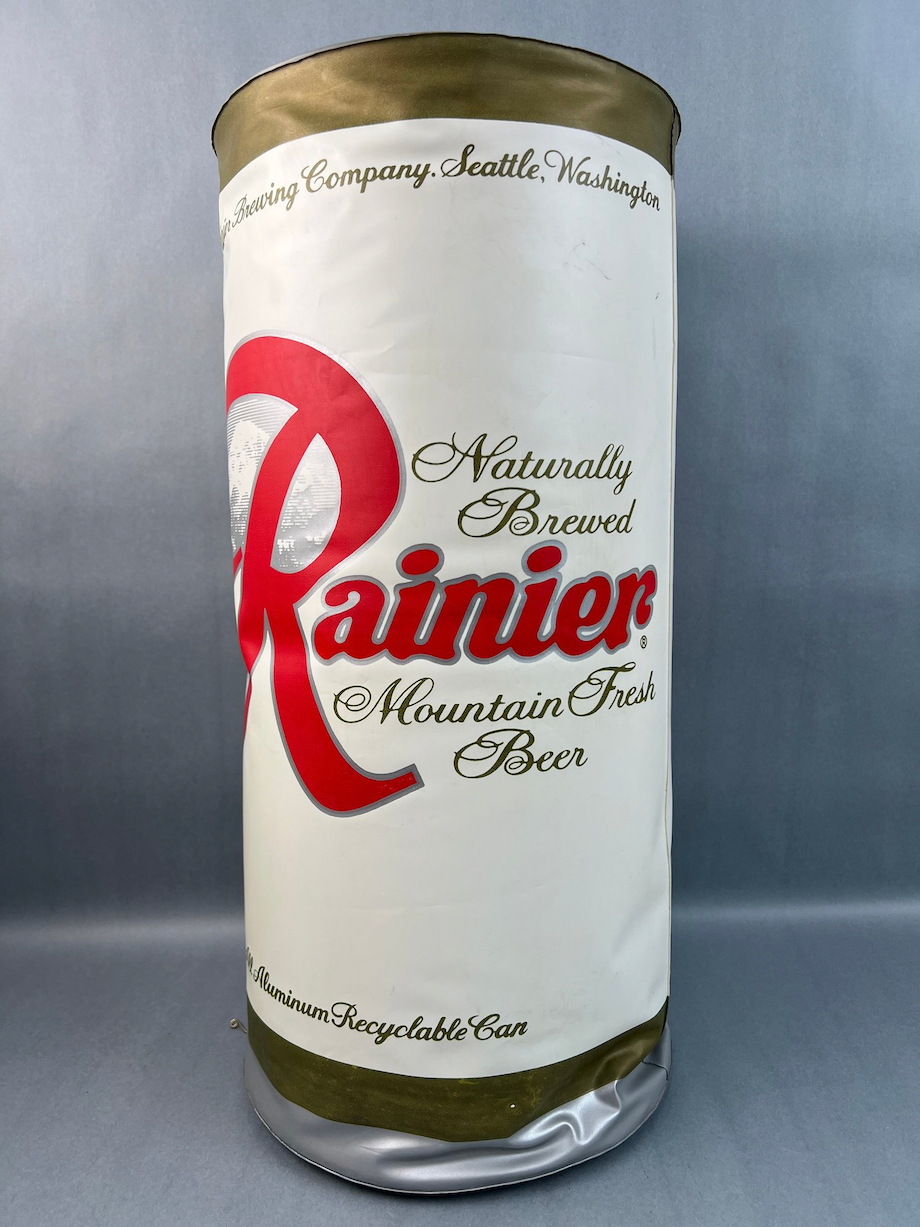 Brewing Company. Seattle, Washington
Naturally
Brewed
Rainier®
Mountain Fresh
Beer
Aluminum Recyclable Can